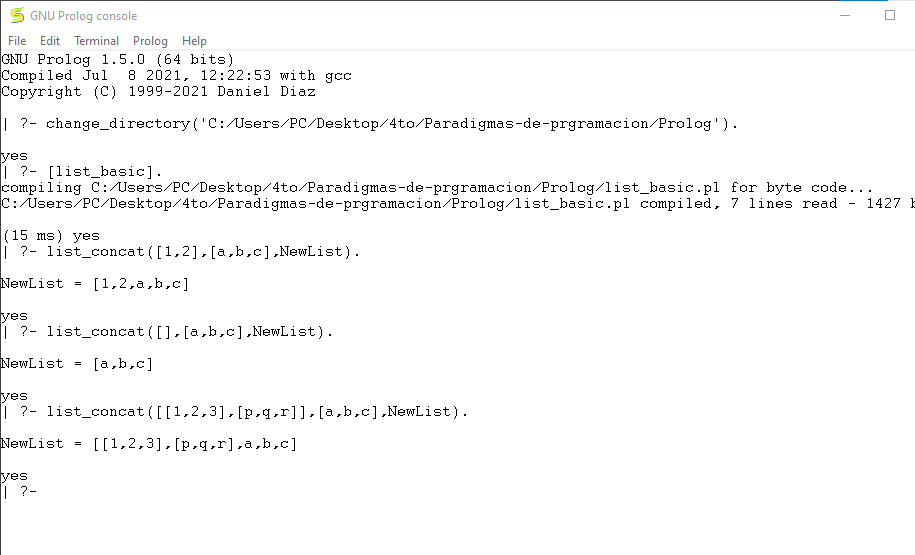 GNU Prolog console
File Edit Terminal Prolog Help
GNU Prolog 1.5.0 (64 bits)
Compiled Jul  8 2021, 12:22:53 with gcc
Copyright (C) 1999-2021 Daniel Diaz
| ?- change_directory('C:/Users/PC/Desktop/4to/Paradigmas-de-prgramacion/Prolog').
yes
| ?- [list_basic].
compiling C:/Users/PC/Desktop/4to/Paradigmas-de-prgramacion/Prolog/list_basic.pl for byte code...
C:/Users/PC/Desktop/4to/Paradigmas-de-prgramacion/Prolog/list_basic.pl compiled, 7 lines read - 1427 b
(15 ms) yes
| ?- list_concat([1,2],[a,b,c],NewList).
NewList = [1,2,a,b,c]
yes
| ?- list_concat([],[a,b,c],NewList).
NewList = [a,b,c]
yes
| ?- list_concat([[1,2,3],[p,q,r]],[a,b,c],NewList).
NewList = [[1,2,3],[p,q,r],a,b,c]
yes
| ?-